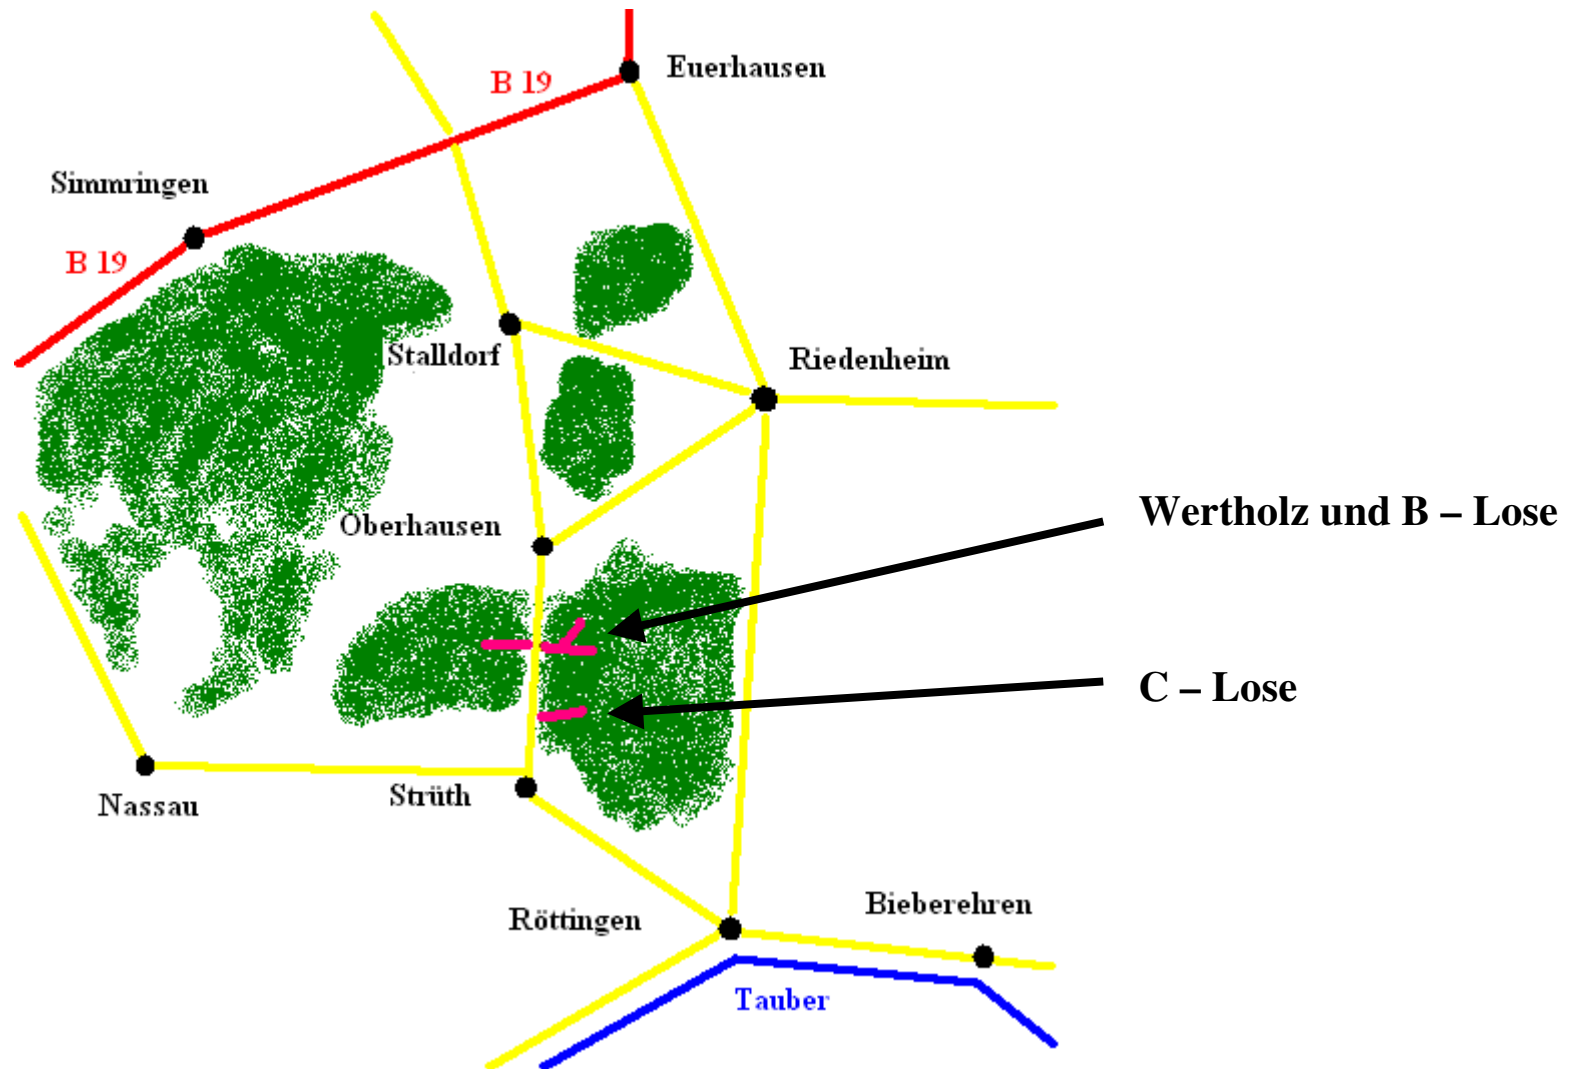 Euerhausen
B 19
Simmringen
B 19
Stalldorf
Riedenheim
Wertholz und B – Lose
Oberhausen
C – Lose
Strüth
Nassau
Bieberehren
Röttingen
Tauber